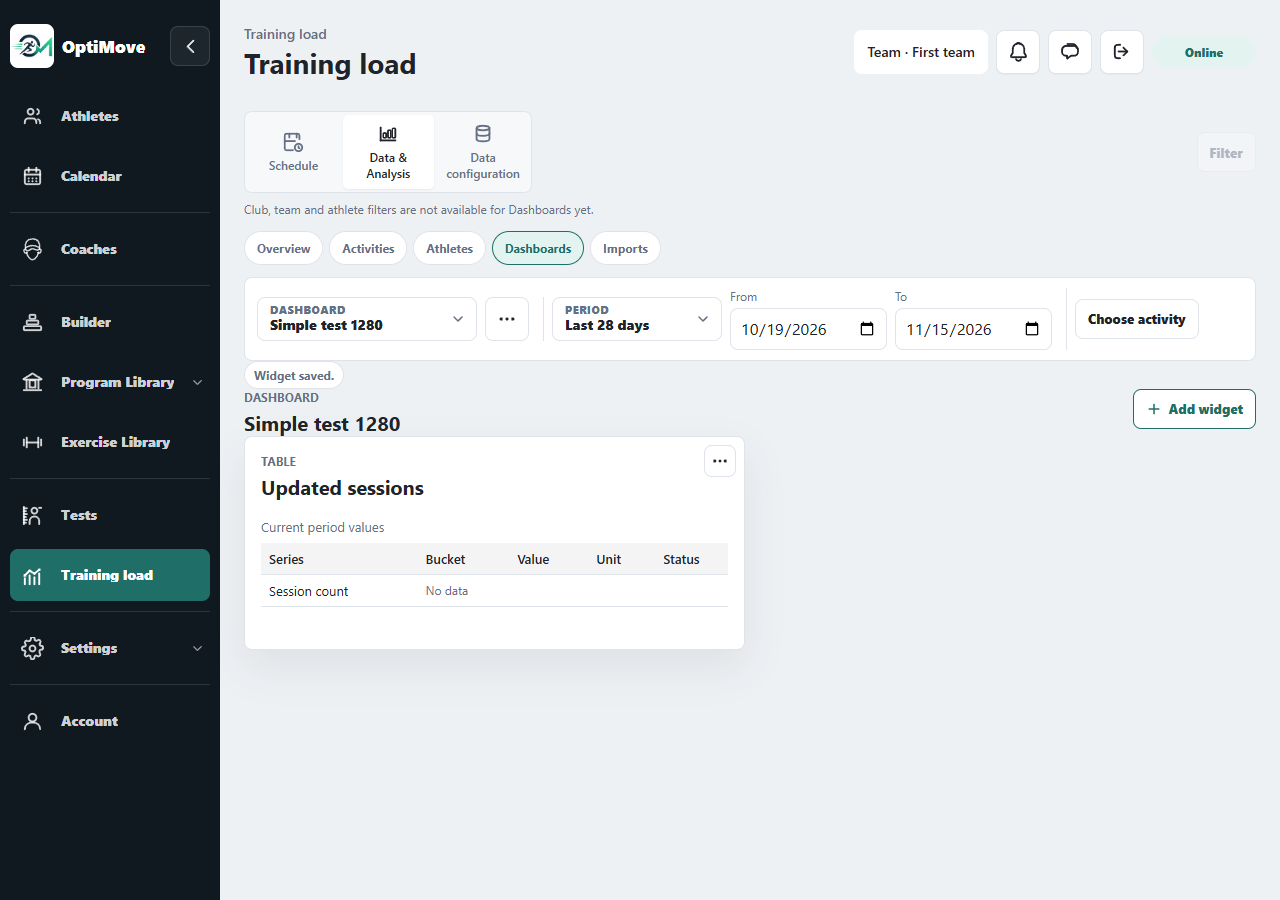 OptiMove
Athletes
Calendar
Coaches
Builder
Program Library
Exercise Library
Tests
Training load
Settings
Account
Training load
Training load
Team · First team
Online
Schedule
Data &
Analysis
Data
configuration
Filter
Club, team and athlete filters are not available for Dashboards yet.
Overview
Activities
Athletes
Dashboards
Imports
DASHBOARD
Simple test 1280
PERIOD
Last 28 days
From
10/19/2026
To
11/15/2026
Choose activity
Widget saved.
DASHBOARD
Simple test 1280
+ Add widget
TABLE
Updated sessions
Current period values
Series Bucket Value Unit Status
Session count No data